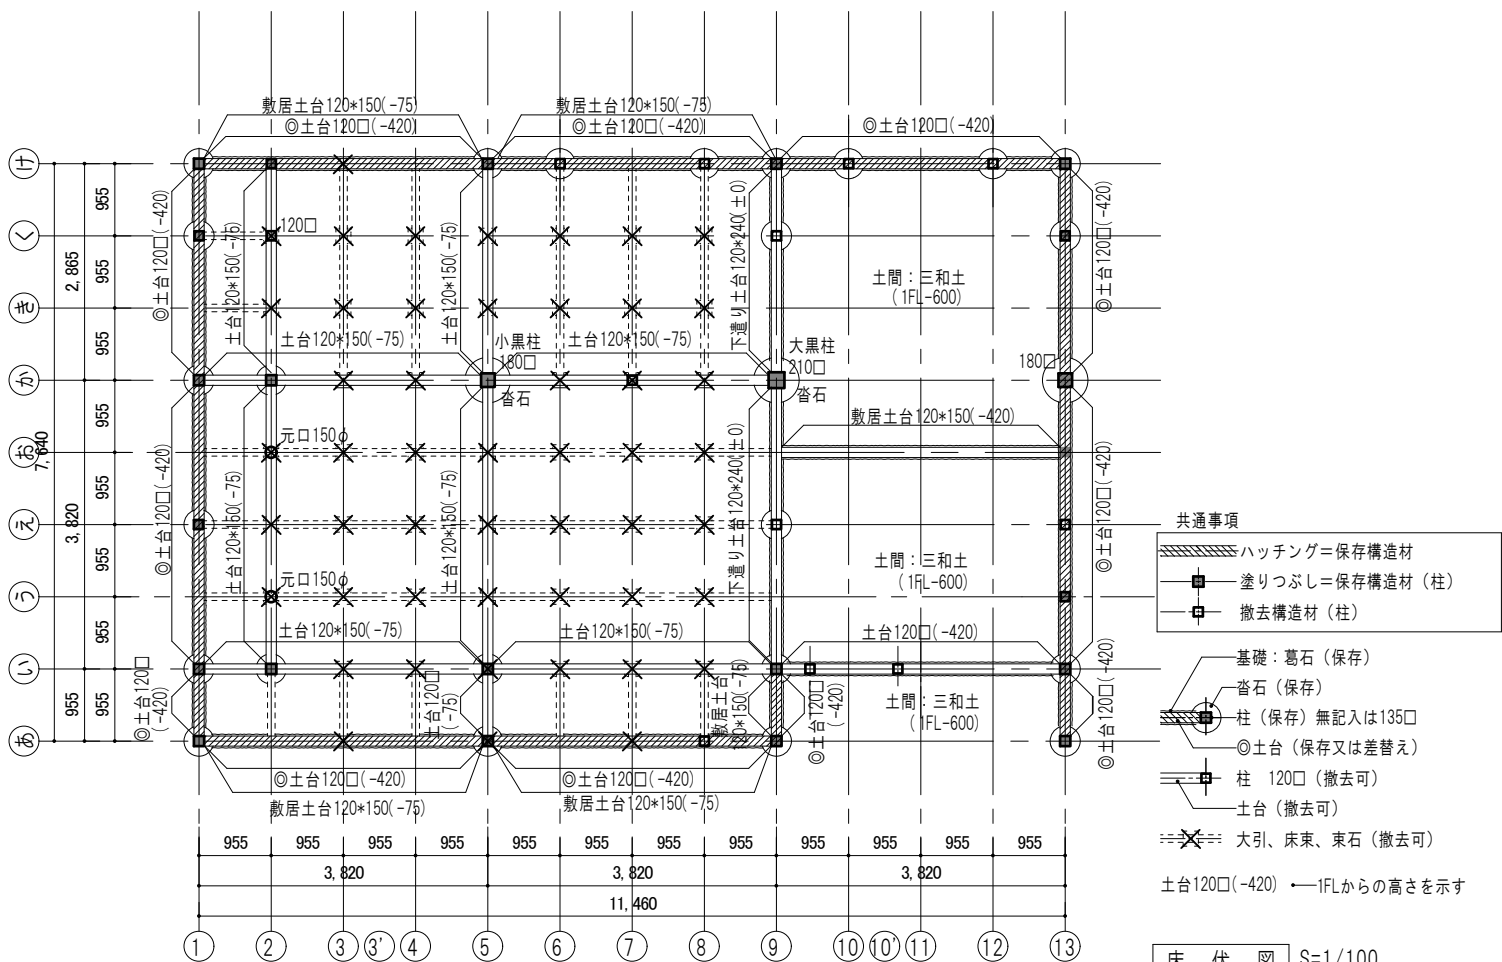 敷居土台120*150(-75)
敷居土台120*150(-75)
◎土台120□(-420)
◎土台120□(-420)
◎土台120□(-420)
け
く
き
か
お
え
う
い
あ
955
955
955
955
955
955
955
955
2,865
3,820
955
7,640
◎土台120□(-420)
土台120*150(-75)
120□
土台120*150(-75)
下遣り土台120*240(±0)
◎土台120□(-420)
土間：三和土
(1FL-600)
土台120*150(-75)
小黒柱
180□
沓石
土台120*150(-75)
大黒柱
210□
沓石
180□
敷居土台120*150(-420)
元口150φ
◎土台120□(-420)
土台120*150(-75)
土台120*150(-75)
下遣り土台120*240(±0)
◎土台120□(-420)
土間：三和土
(1FL-600)
元口150φ
土台120*150(-75)
土台120*150(-75)
土台120□(-420)
◎土台120□
(-420)
土台120□
(-75)
敷居土台
120*150(-75)
◎土台120□
(-420)
土間：三和土
(1FL-600)
◎土台120□(-420)
◎土台120□(-420)
◎土台120□(-420)
敷居土台120*150(-75)
敷居土台120*150(-75)
955 955 955 955 955 955 955 955 955 955 955 955
3,820 3,820 3,820
11,460
1 2 3 3' 4 5 6 7 8 9 10 10' 11 12 13
共通事項
ハッチング＝保存構造材
塗りつぶし＝保存構造材（柱）
撤去構造材（柱）
基礎：葛石（保存）
沓石（保存）
柱（保存）無記入は135□
◎土台（保存又は差替え）
柱 120□（撤去可）
土台（撤去可）
大引、床束、束石（撤去可）
土台120□(-420) 1FLからの高さを示す
床 伏 図 S=1/100